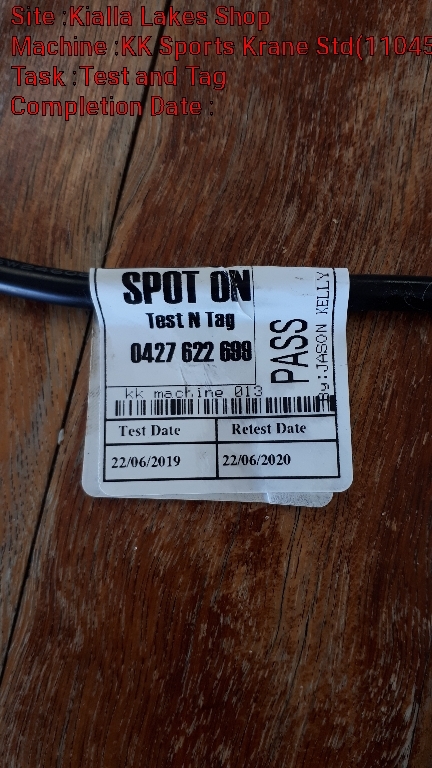 Site :Kialla Lakes Shop
Machine :KK Sports Krane Std(11045
Task :Test and Tag
Completion Date :
SPOT ON
Test N Tag
0427 622 699
PASS
By:JASON KELLY
kk machine 013
Test Date Retest Date
22/06/2019 22/06/2020